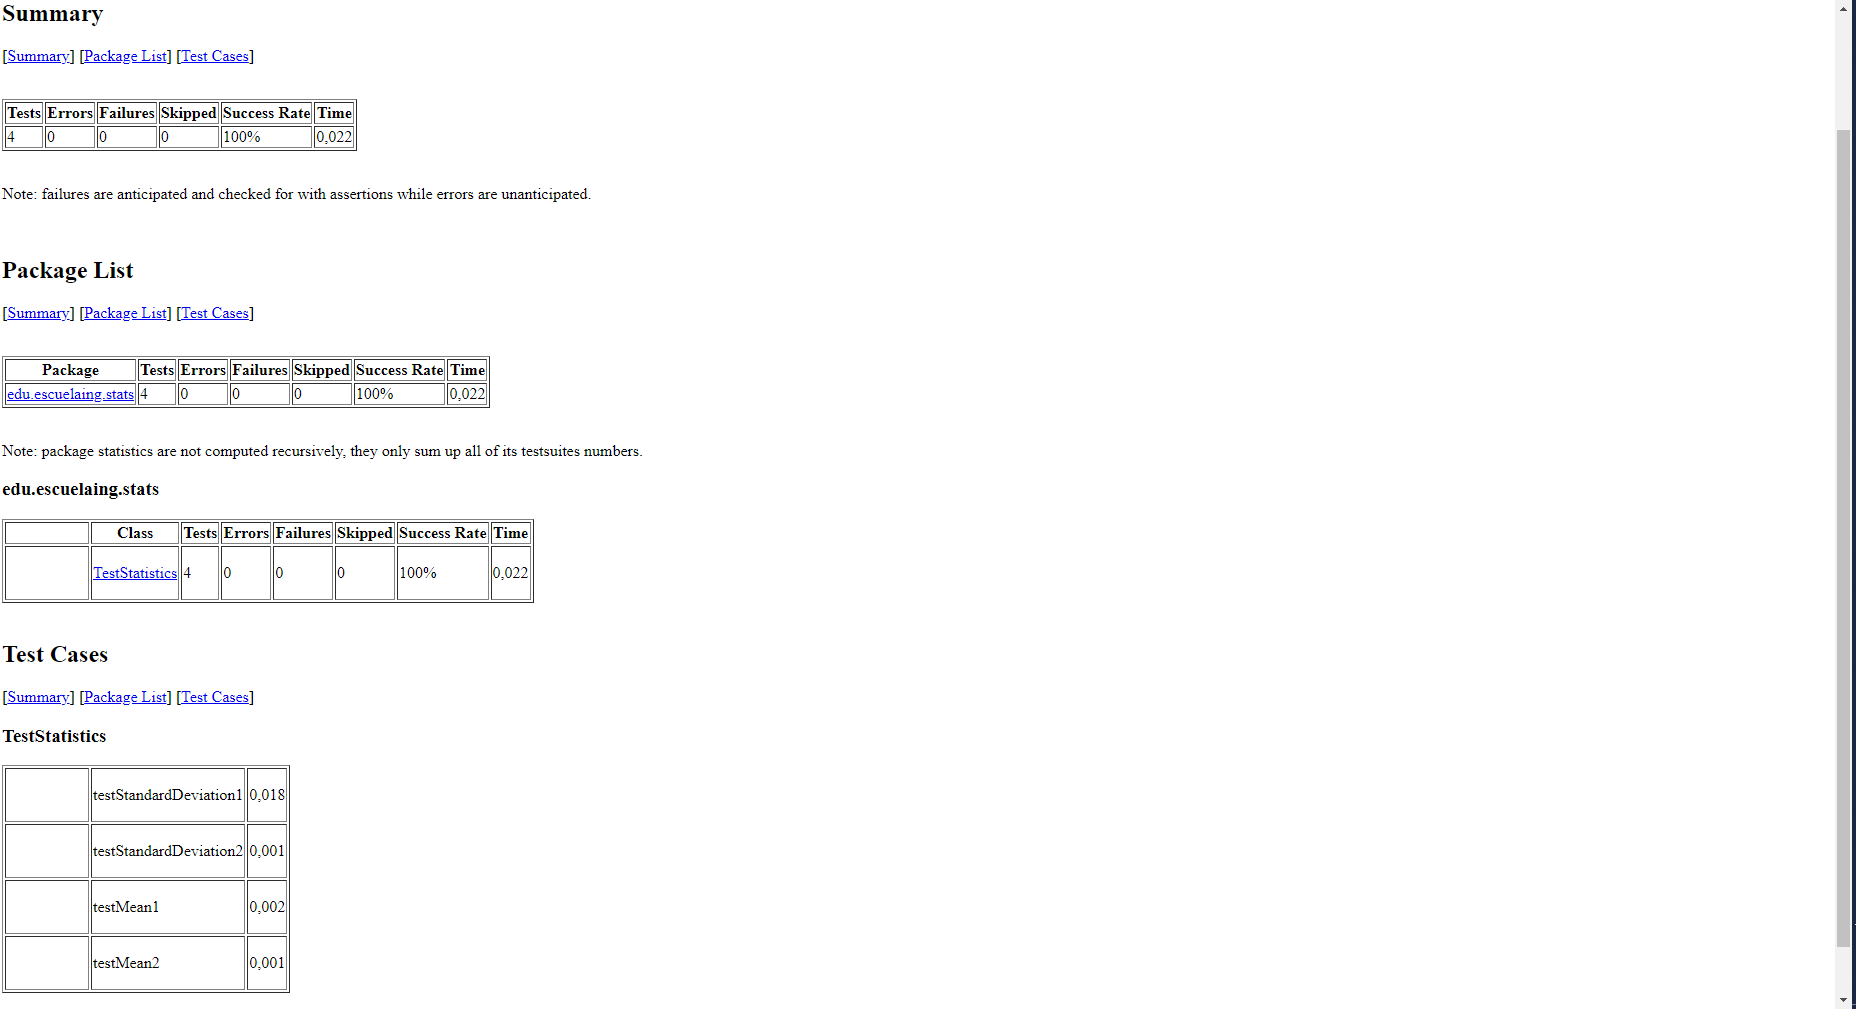 Summary
[Summary] [Package List] [Test Cases]
Tests Errors Failures Skipped Success Rate Time
4 0 0 0 100% 0,022
Note: failures are anticipated and checked for with assertions while errors are unanticipated.
Package List
[Summary] [Package List] [Test Cases]
Package Tests Errors Failures Skipped Success Rate Time
edu.escuelaing.stats 4 0 0 0 100% 0,022
Note: package statistics are not computed recursively, they only sum up all of its testsuites numbers.
edu.escuelaing.stats
Class Tests Errors Failures Skipped Success Rate Time
TestStatistics 4 0 0 0 100% 0,022
Test Cases
[Summary] [Package List] [Test Cases]
TestStatistics
testStandardDeviation1 0,018
testStandardDeviation2 0,001
testMean1 0,002
testMean2 0,001